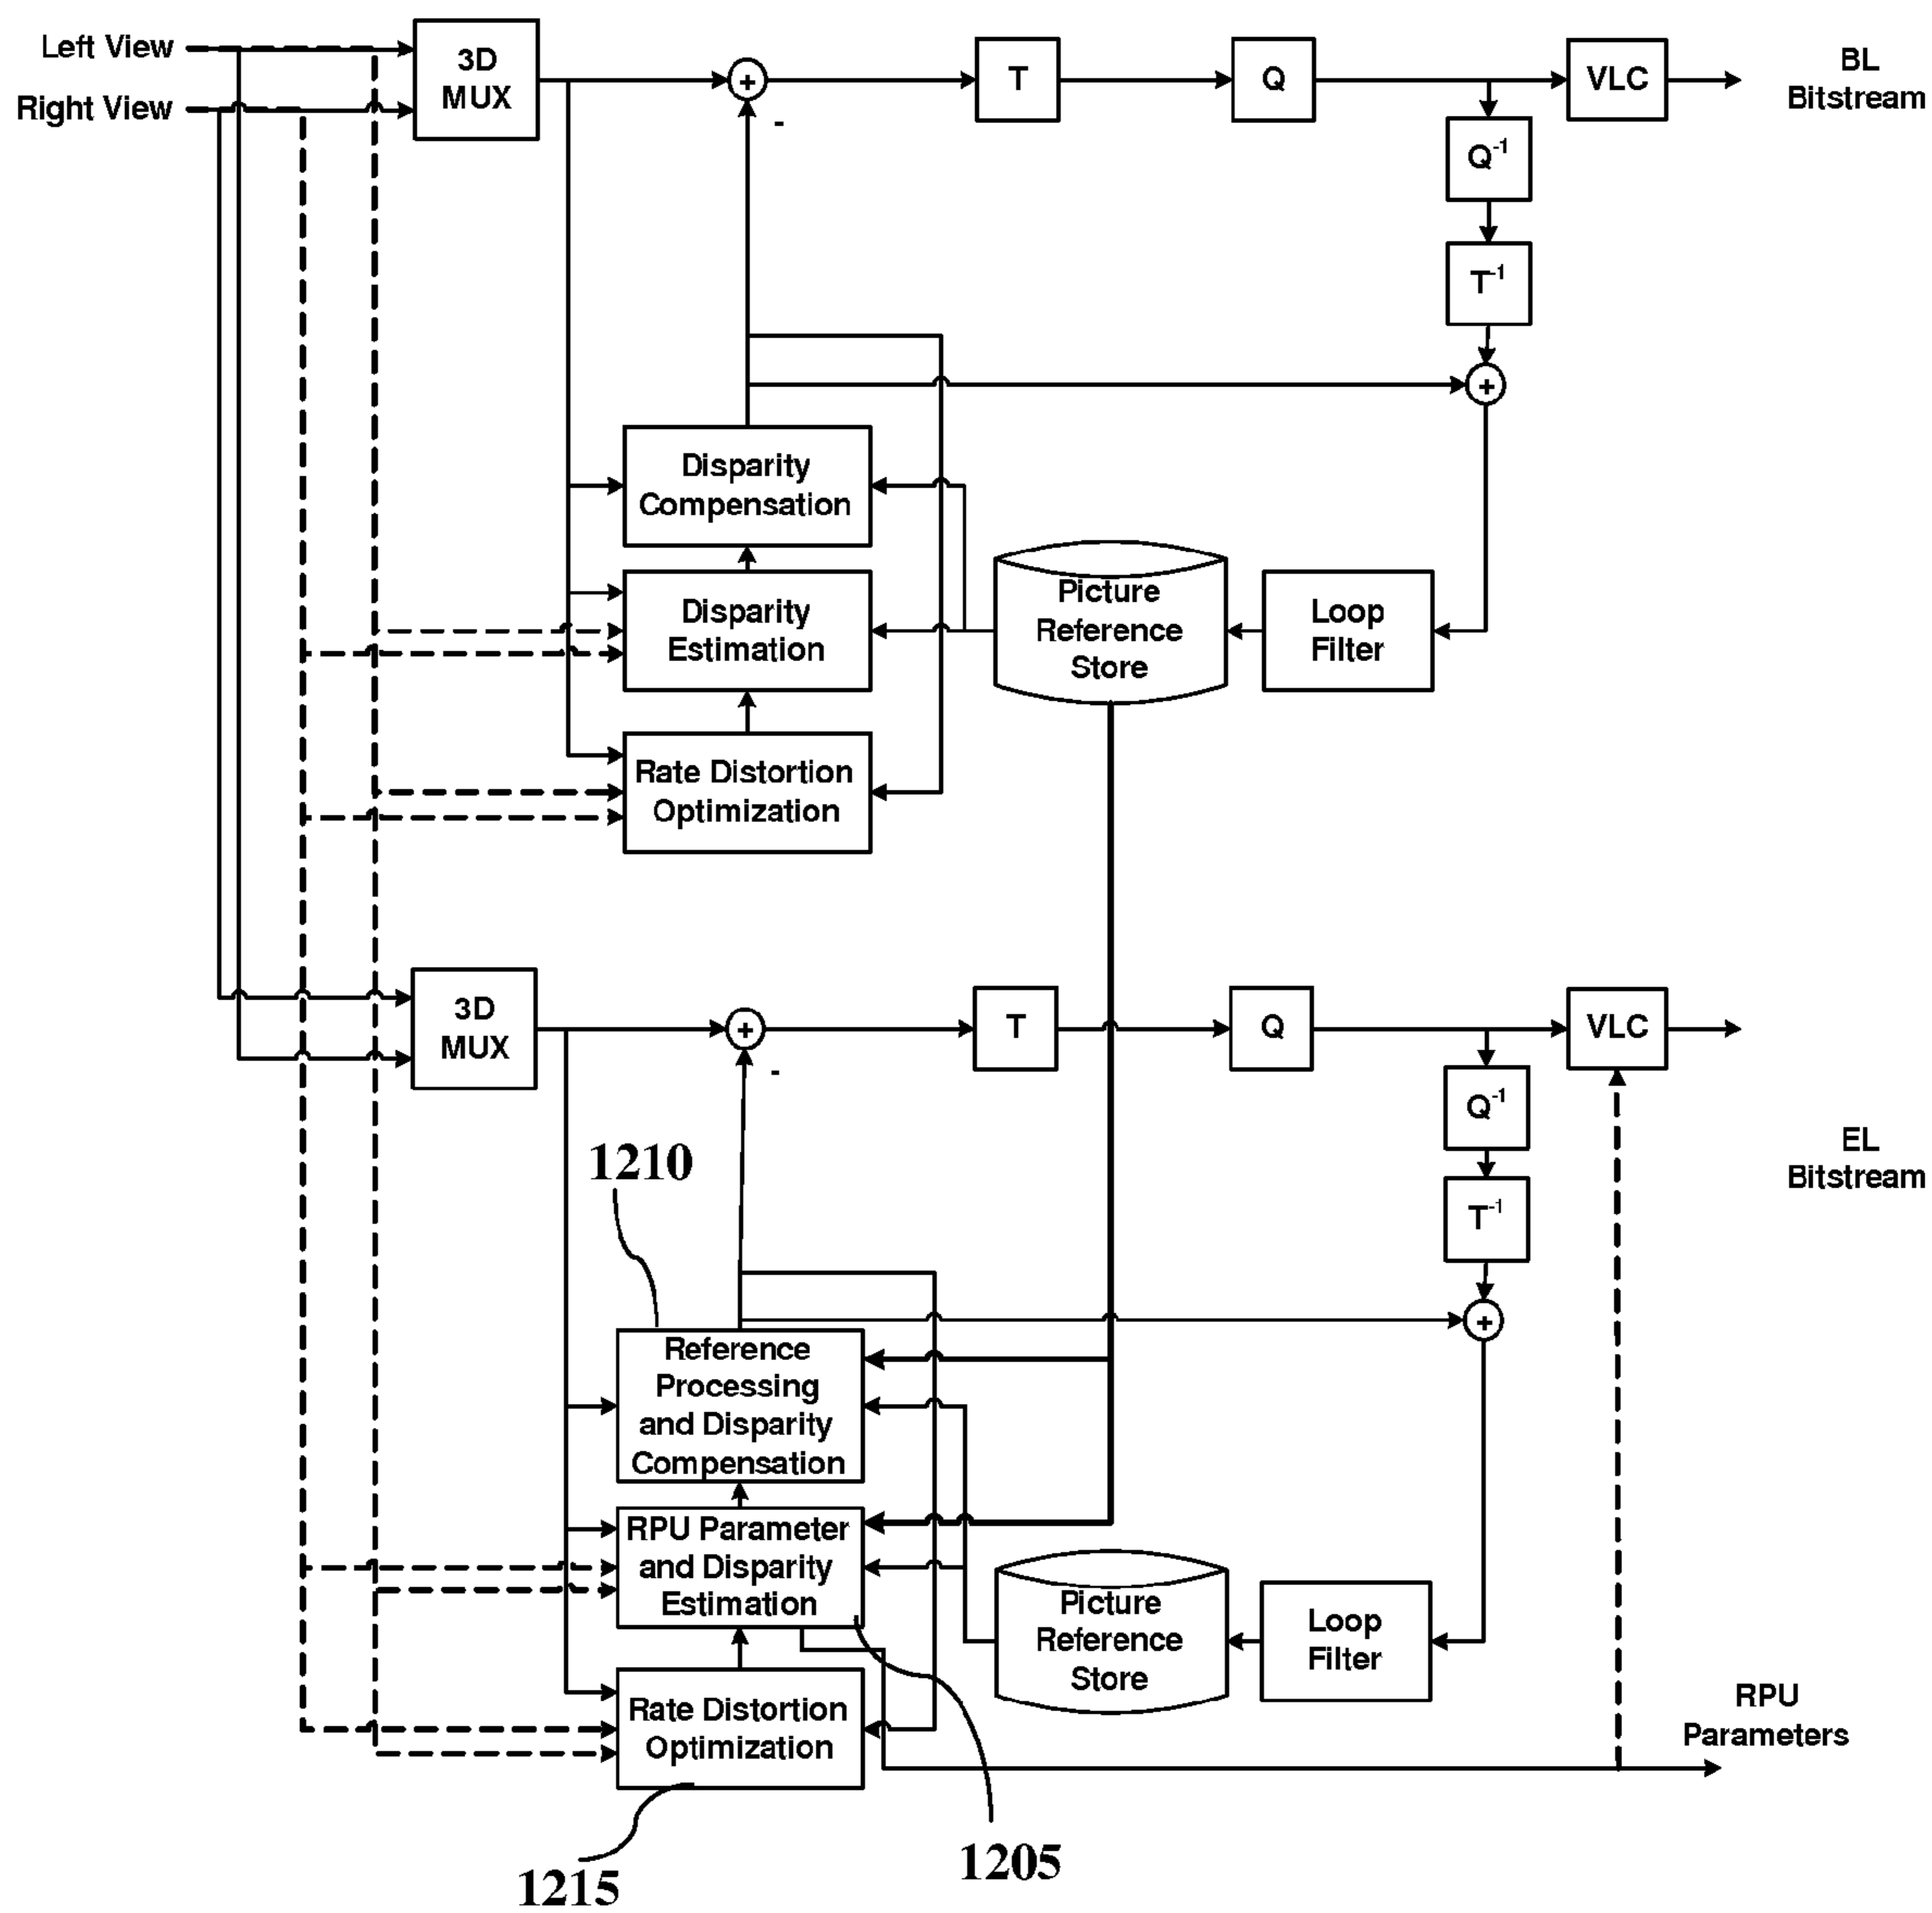 Left View
Right View
3D
MUX
+
-
T
Q
VLC
BL
Bitstream
Q-1
T-1
+
Disparity
Compensation
Disparity
Estimation
Rate Distortion
Optimization
Picture
Reference
Store
Loop
Filter
3D
MUX
+
-
T
Q
VLC
EL
Bitstream
Q-1
T-1
+
1210
Reference
Processing
and Disparity
Compensation
RPU Parameter
and Disparity
Estimation
Rate Distortion
Optimization
Picture
Reference
Store
Loop
Filter
RPU
Parameters
1205
1215